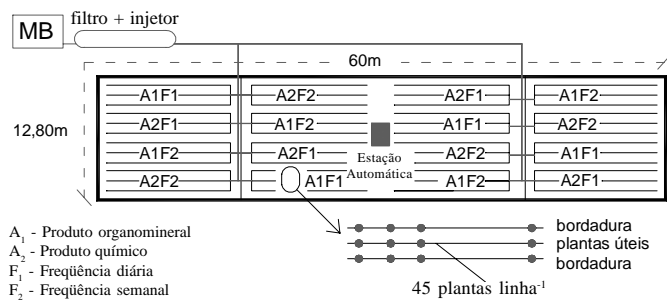 MB
filtro + injetor
60m
12,80m
A1F1 A2F2 A2F1 A1F2
A2F1 A1F2 A1F1 A2F2
A1F2 A2F1 A2F2 A1F1
A2F2 A1F1 A1F2 A2F1
Estação
Automática
A₁ - Produto organomineral
A₂ - Produto químico
F₁ - Freqüência diária
F₂ - Freqüência semanal
bordadura
plantas úteis
bordadura
45 plantas linha⁻¹